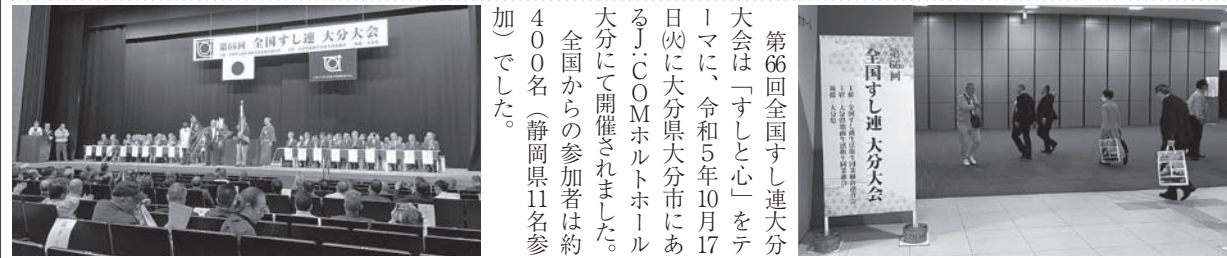 第66回 全国すし連 大分大会
第66回全国すし連大分
大会は「すしと心」をテ
ーマに、令和5年10月17
日㈫に大分県大分市にあ
るJ:COMホルトホール
大分にて開催されました。
全国からの参加者は約
400名（静岡県11名参
加）でした。
第66回
全国すし連 大分大会